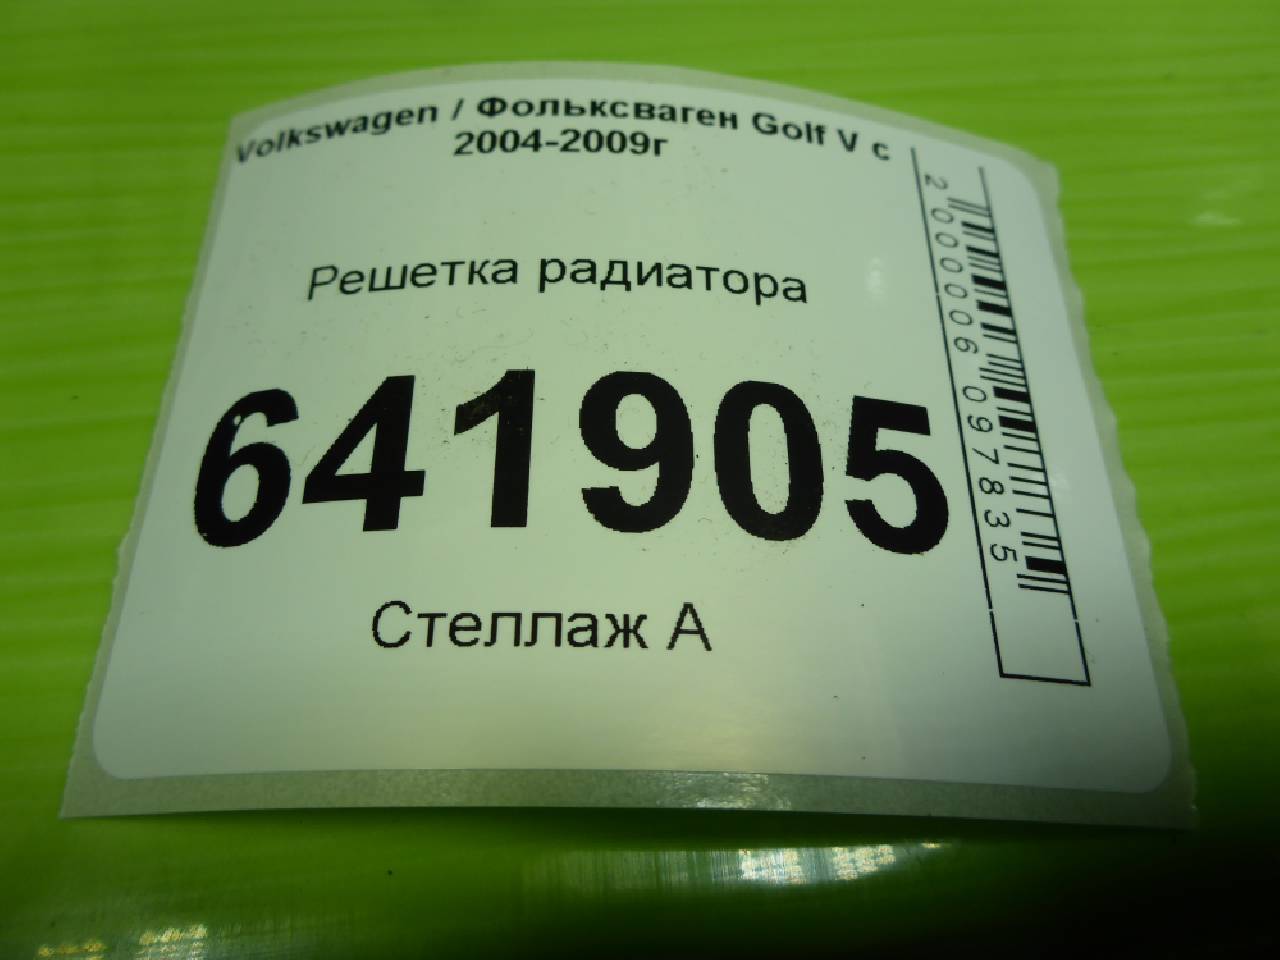 Volkswagen / Фольксваген Golf V с
2004-2009г
Решетка радиатора
641905
Стеллаж А
2000006097835